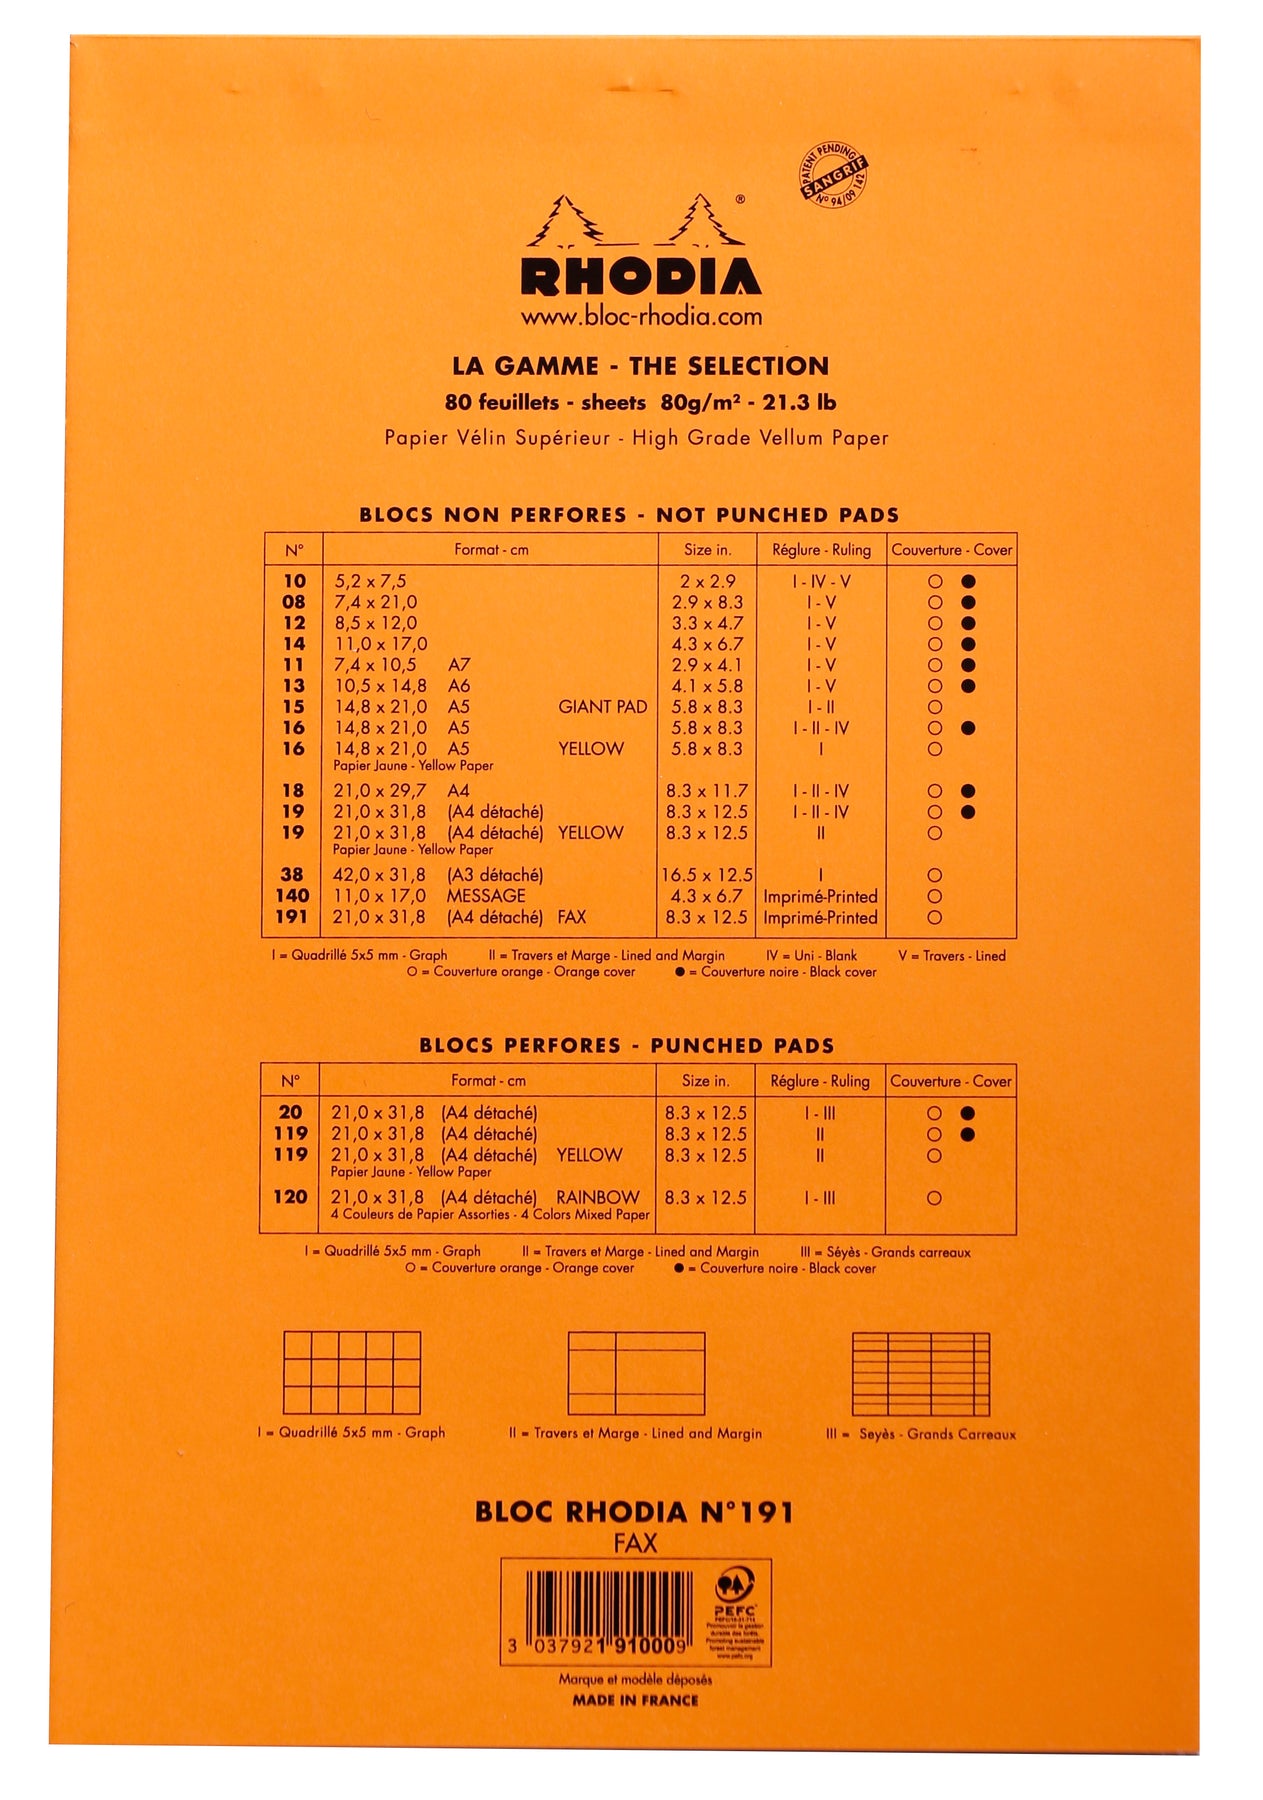 PATENT PENDING
SANGRIF
N° 94/09 142
®
RHODIA
www.bloc-rhodia.com
LA GAMME - THE SELECTION
80 feuillets - sheets 80g/m² - 21.3 lb
Papier Vélin Supérieur - High Grade Vellum Paper
BLOCS NON PERFORES - NOT PUNCHED PADS
N° Format - cm Size in. Réglure - Ruling Couverture - Cover
10 5,2 x 7,5 2 x 2.9 I - IV - V ○ ●
08 7,4 x 21,0 2.9 x 8.3 I - V ○ ●
12 8,5 x 12,0 3.3 x 4.7 I - V ○ ●
14 11,0 x 17,0 4.3 x 6.7 I - V ○ ●
11 7,4 x 10,5 A7 2.9 x 4.1 I - V ○ ●
13 10,5 x 14,8 A6 4.1 x 5.8 I - V ○ ●
15 14,8 x 21,0 A5 GIANT PAD 5.8 x 8.3 I - II ○
16 14,8 x 21,0 A5 5.8 x 8.3 I - II - IV ○ ●
16 14,8 x 21,0 A5 YELLOW 5.8 x 8.3 I ○
Papier Jaune - Yellow Paper
18 21,0 x 29,7 A4 8.3 x 11.7 I - II - IV ○ ●
19 21,0 x 31,8 (A4 détaché) 8.3 x 12.5 I - II - IV ○ ●
19 21,0 x 31,8 (A4 détaché) YELLOW 8.3 x 12.5 II ○
Papier Jaune - Yellow Paper
38 42,0 x 31,8 (A3 détaché) 16.5 x 12.5 I ○
140 11,0 x 17,0 MESSAGE 4.3 x 6.7 Imprimé-Printed ○
191 21,0 x 31,8 (A4 détaché) FAX 8.3 x 12.5 Imprimé-Printed ○
I = Quadrillé 5x5 mm - Graph II = Travers et Marge - Lined and Margin IV = Uni - Blank V = Travers - Lined
○ = Couverture orange - Orange cover ● = Couverture noire - Black cover
BLOCS PERFORES - PUNCHED PADS
N° Format - cm Size in. Réglure - Ruling Couverture - Cover
20 21,0 x 31,8 (A4 détaché) 8.3 x 12.5 I - III ○ ●
119 21,0 x 31,8 (A4 détaché) 8.3 x 12.5 II ○ ●
119 21,0 x 31,8 (A4 détaché) YELLOW 8.3 x 12.5 II ○
Papier Jaune - Yellow Paper
120 21,0 x 31,8 (A4 détaché) RAINBOW 8,3 x 12.5 I - III ○
4 Couleurs de Papier Assorties - 4 Colors Mixed Paper
I = Quadrillé 5x5 mm - Graph II = Travers et Marge - Lined and Margin III = Séyès - Grands carreaux
○ = Couverture orange - Orange cover ● = Couverture noire - Black cover
I = Quadrillé 5x5 mm - Graph II = Travers et Marge - Lined and Margin III = Seyès - Grands Carreaux
BLOC RHODIA N°191
FAX
3 037921 910009
PEFC
Promouvoir la gestion
durable des forêts.
Promoting sustainable
forest management
www.pefc.org
Marque et modèle déposés
MADE IN FRANCE